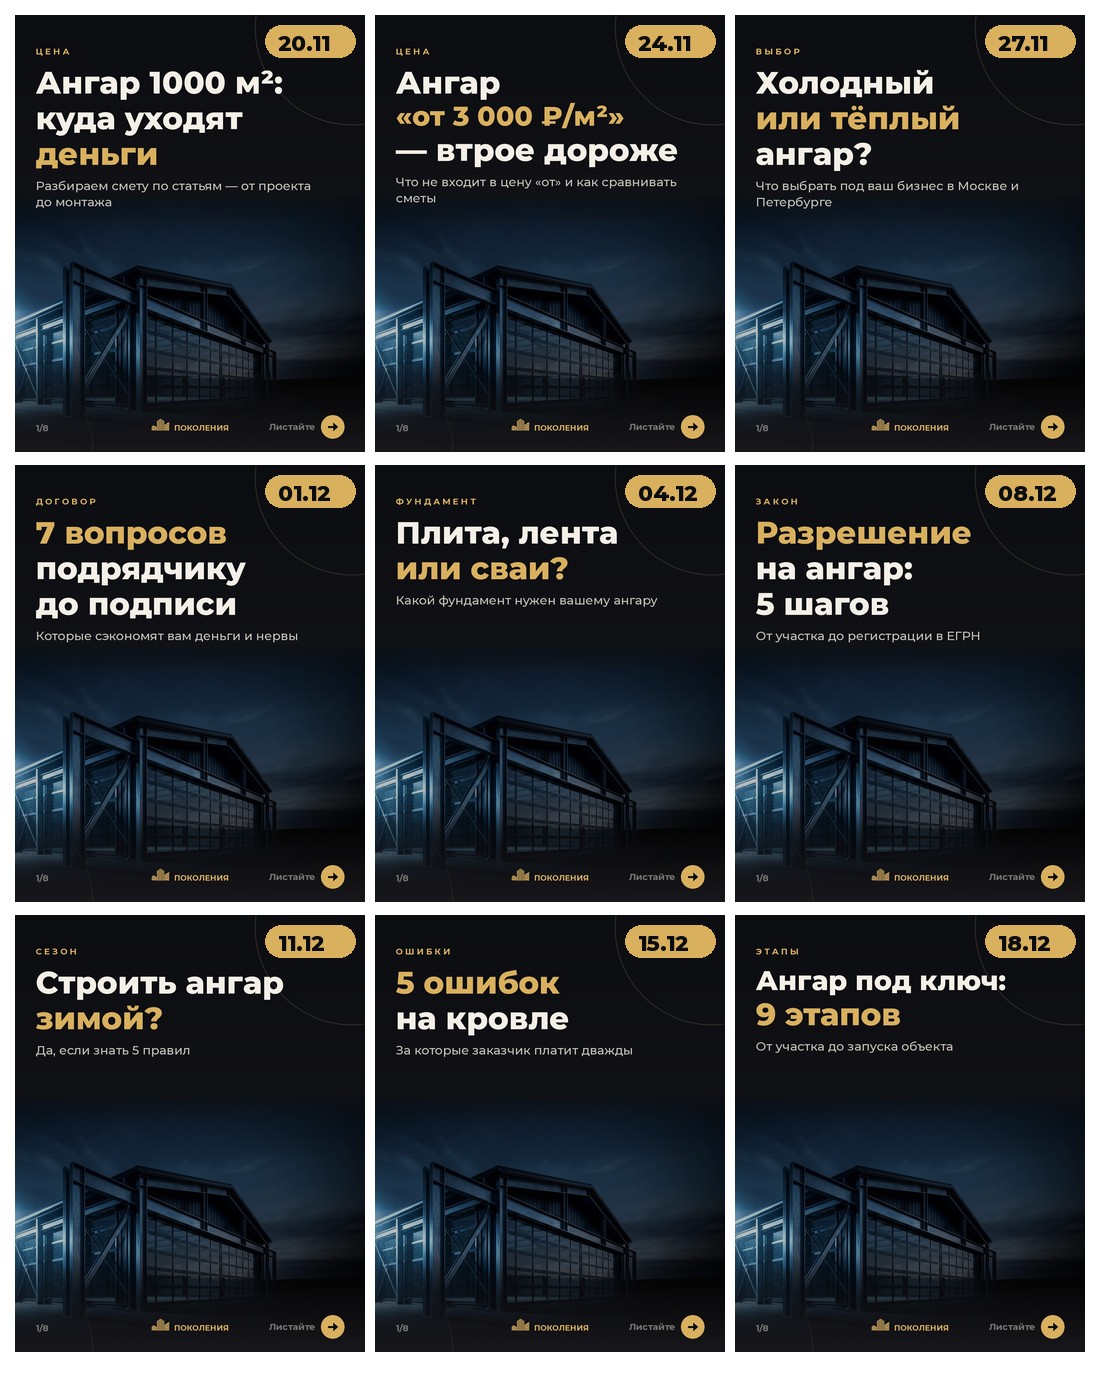 20.11
ЦЕНА
Ангар 1000 м²:
куда уходят
деньги
Разбираем смету по статьям — от проекта
до монтажа
1/8
ПОКОЛЕНИЯ
Листайте
24.11
ЦЕНА
Ангар
«от 3 000 ₽/м²»
— втрое дороже
Что не входит в цену «от» и как сравнивать
сметы
1/8
ПОКОЛЕНИЯ
Листайте
27.11
ВЫБОР
Холодный
или тёплый
ангар?
Что выбрать под ваш бизнес в Москве и
Петербурге
1/8
ПОКОЛЕНИЯ
Листайте
01.12
ДОГОВОР
7 вопросов
подрядчику
до подписи
Которые сэкономят вам деньги и нервы
1/8
ПОКОЛЕНИЯ
Листайте
04.12
ФУНДАМЕНТ
Плита, лента
или сваи?
Какой фундамент нужен вашему ангару
1/8
ПОКОЛЕНИЯ
Листайте
08.12
ЗАКОН
Разрешение
на ангар:
5 шагов
От участка до регистрации в ЕГРН
1/8
ПОКОЛЕНИЯ
Листайте
11.12
СЕЗОН
Строить ангар
зимой?
Да, если знать 5 правил
1/8
ПОКОЛЕНИЯ
Листайте
15.12
ОШИБКИ
5 ошибок
на кровле
За которые заказчик платит дважды
1/8
ПОКОЛЕНИЯ
Листайте
18.12
ЭТАПЫ
Ангар под ключ:
9 этапов
От участка до запуска объекта
1/8
ПОКОЛЕНИЯ
Листайте